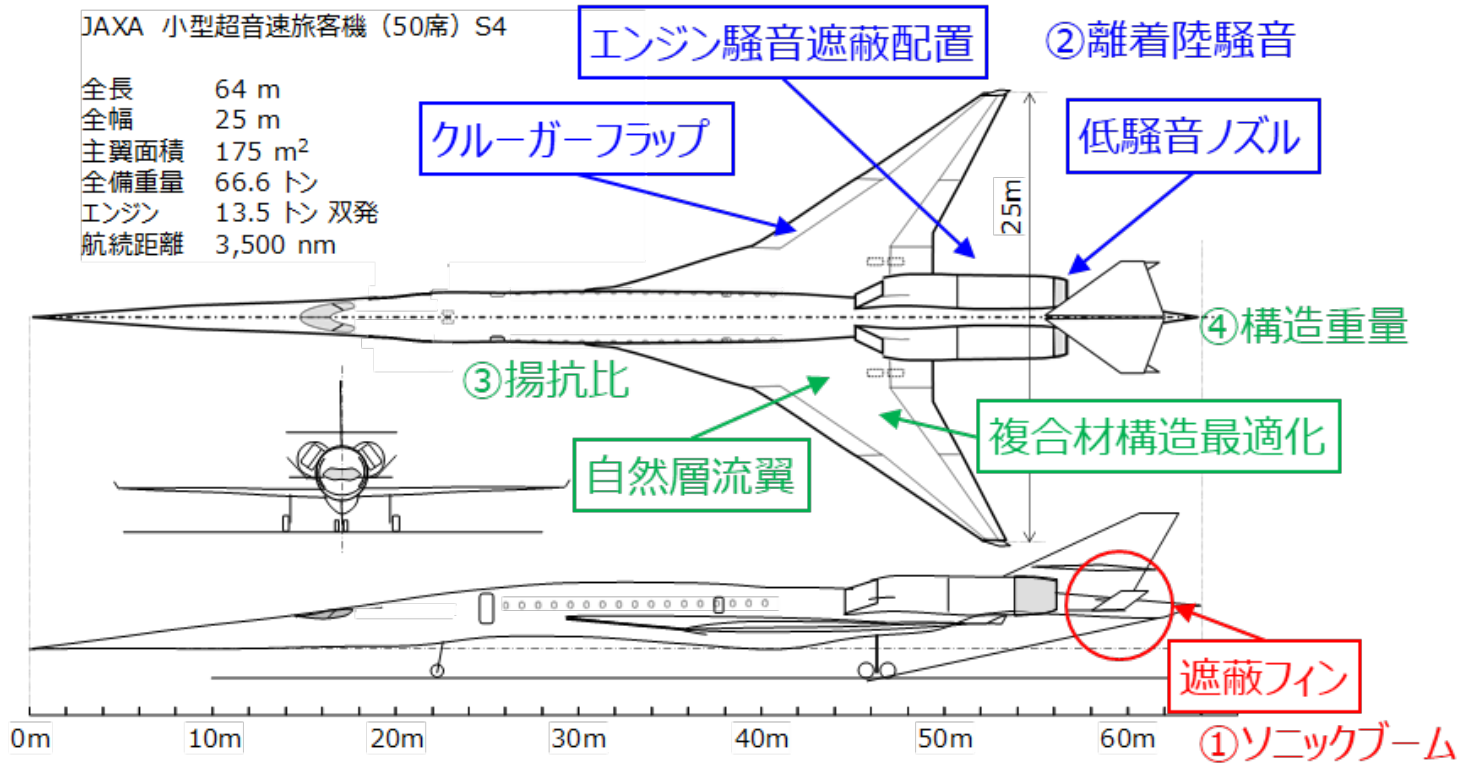 JAXA 小型超音速旅客機（50席）S4
全長 64 m
全幅 25 m
主翼面積 175 m²
全備重量 66.6 トン
エンジン 13.5 トン 双発
航続距離 3,500 nm
エンジン騒音遮蔽配置
②離着陸騒音
クルーガーフラップ
低騒音ノズル
25m
④構造重量
③揚抗比
複合材構造最適化
自然層流翼
遮蔽フィン
①ソニックブーム
0m 10m 20m 30m 40m 50m 60m